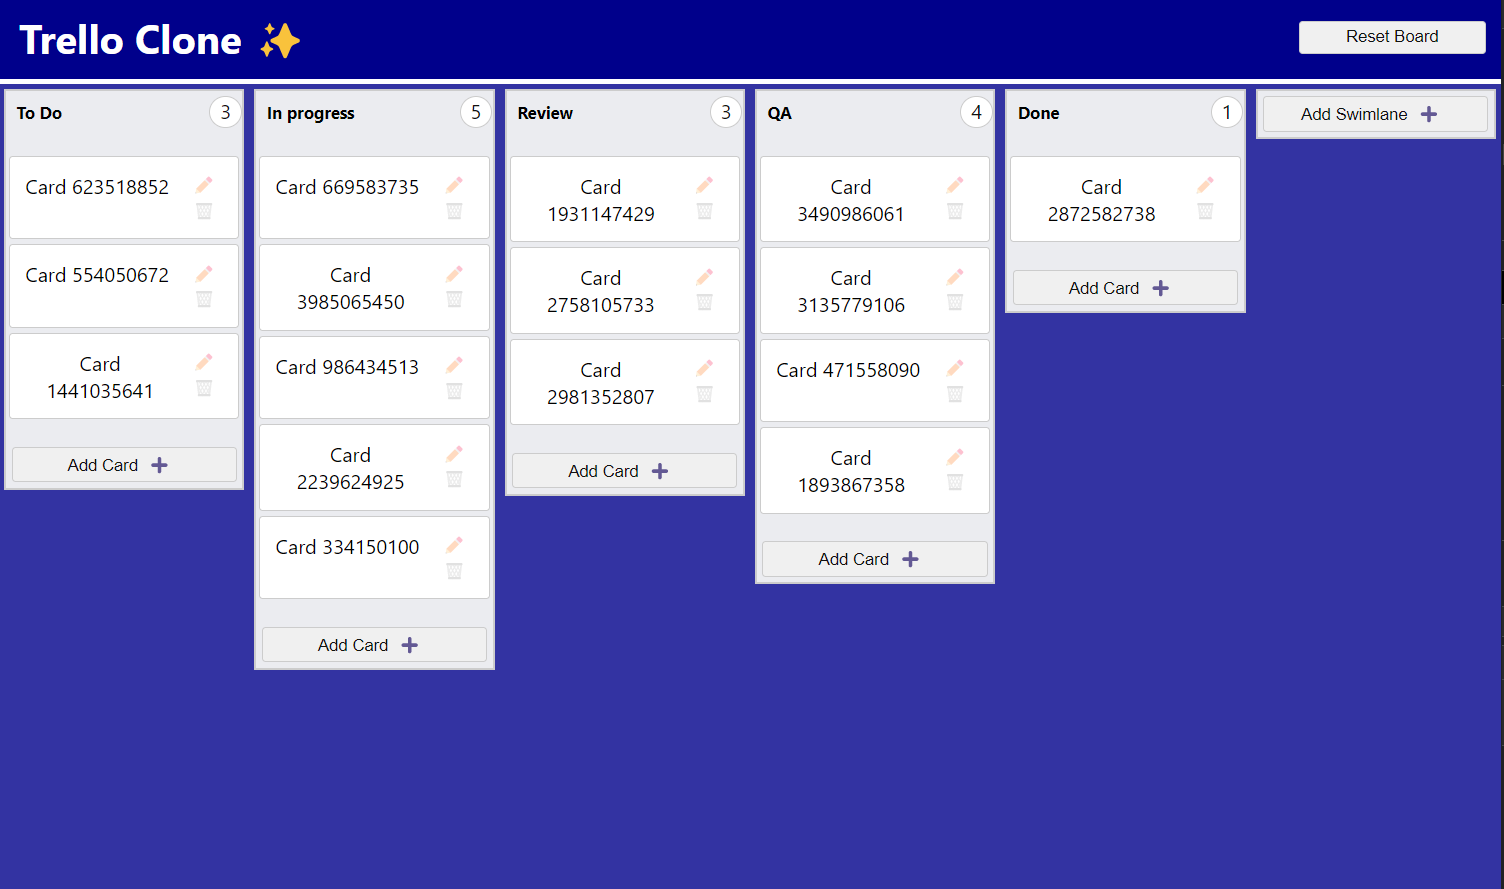 Trello Clone ✨
Reset Board
To Do 3
Card 623518852
Card 554050672
Card
1441035641
Add Card
In progress 5
Card 669583735
Card
3985065450
Card 986434513
Card
2239624925
Card 334150100
Add Card
Review 3
Card
1931147429
Card
2758105733
Card
2981352807
Add Card
QA 4
Card
3490986061
Card
3135779106
Card 471558090
Card
1893867358
Add Card
Done 1
Card
2872582738
Add Card
Add Swimlane